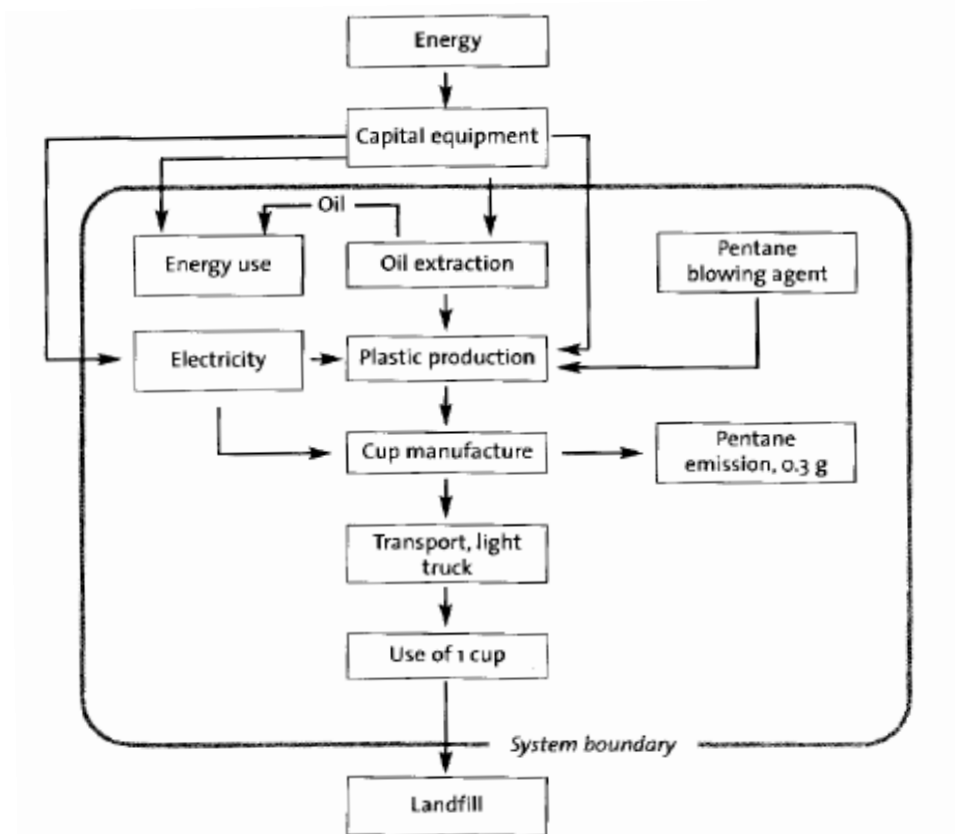 Energy
Capital equipment
Oil
Energy use
Oil extraction
Pentane
blowing agent
Electricity
Plastic production
Cup manufacture
Pentane
emission, 0.3 g
Transport, light
truck
Use of 1 cup
System boundary
Landfill